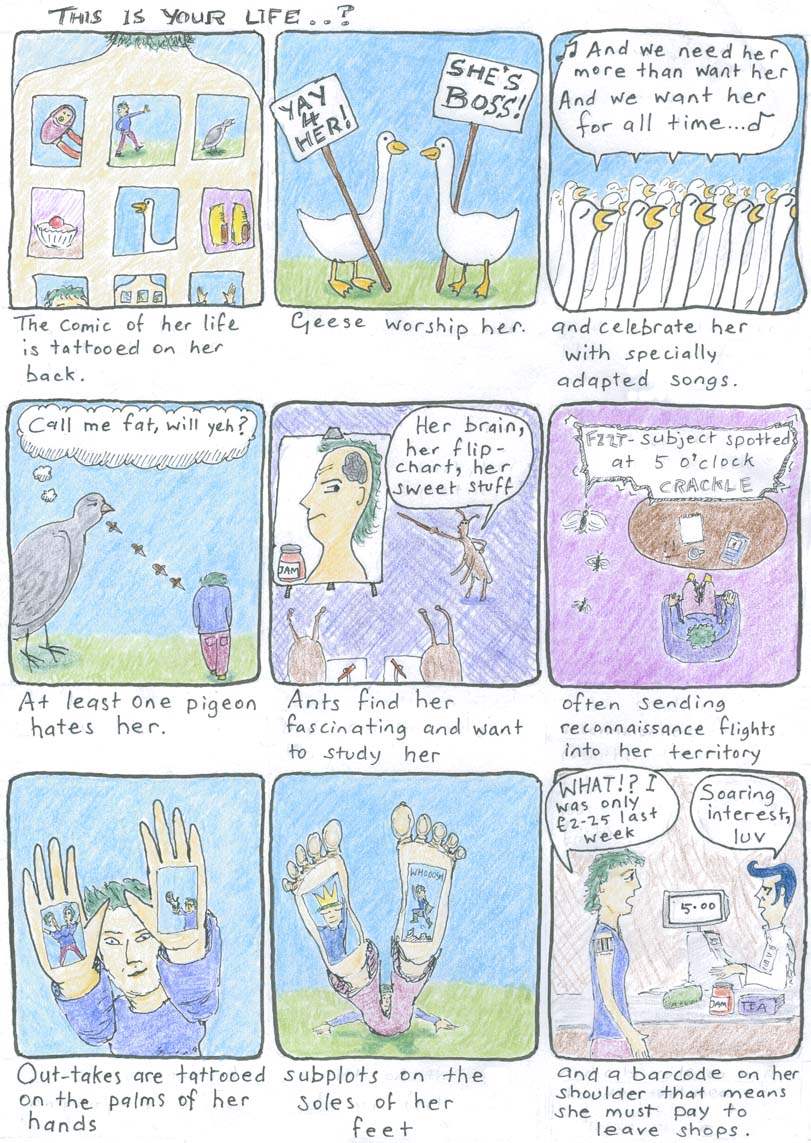 THIS IS YOUR LIFE...?
The comic of her life
is tattooed on her
back.
YAY
4
HER!
SHE'S
BOSS!
Geese worship her.
And we need her
more than want her
And we want her
for all time...
and celebrate her
with specially
adapted songs.
Call me fat, will yeh?
At least one pigeon
hates her.
Her brain,
her flip-
chart, her
sweet stuff
JAM
Ants find her
fascinating and want
to study her
FZZT- subject spotted
at 5 o'clock
CRACKLE
often sending
reconnaissance flights
into her territory
Out-takes are tattrooed
on the palms of her
hands
WHOOOSH
subplots on the
soles of her
feet
WHAT!? I
was only
£2-25 last
week
Soaring
interest,
luv
5.00
JAM
TEA
and a barcode on her
shoulder that means
she must pay to
leave shops.